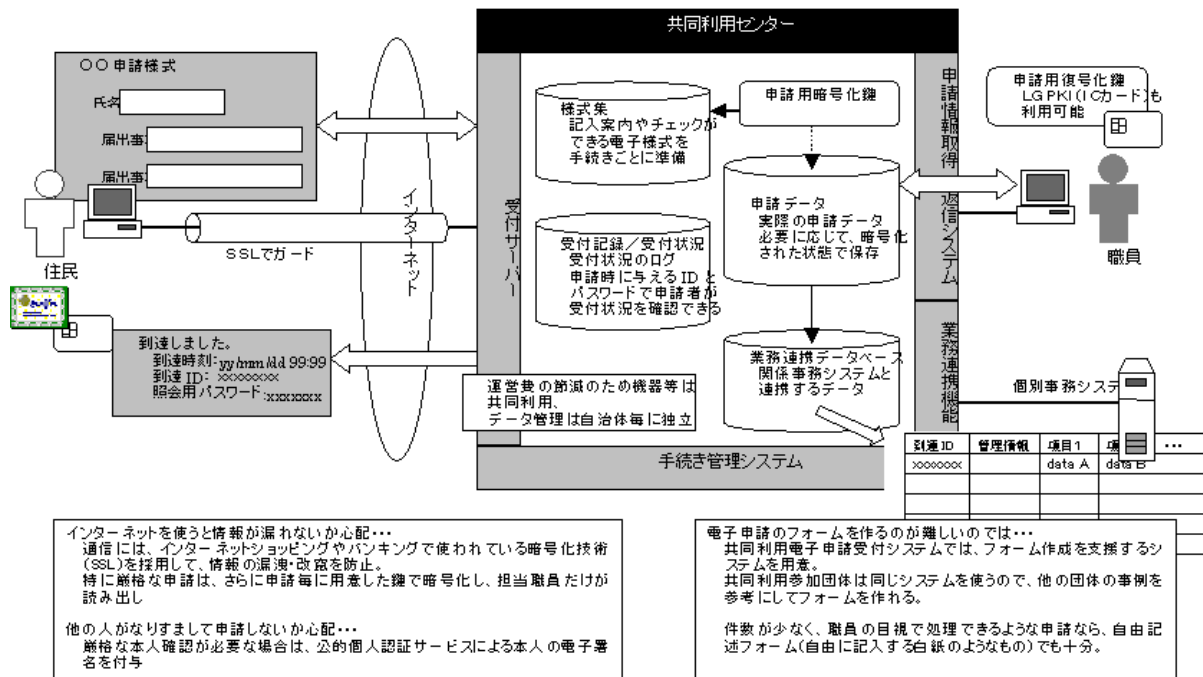 共同利用センター
〇〇申請様式
氏名
届出事
届出事
住民
SSLでガード
インターネット
受付サーバー
様式集
記入案内やチェックが
できる電子様式を
手続きごとに準備
申請用暗号化鍵
申請データ
実際の申請データ
必要に応じて、暗号化
された状態で保存
受付記録／受付状況
受付状況のログ
申請時に与えるIDと
パスワードで申請者が
受付状況を確認できる
業務連携データベース
関係事務システムと
連携するデータ
運営費の節減のため機器等は
共同利用、
データ管理は自治体毎に独立
手続き管理システム
申請情報取得
返信システム
業務連携機能
申請用復号化鍵
LGPKI(ICカード)も
利用可能
職員
個別事務システ
到達しました。
到達時刻:yy/mm/dd 99:99
到達ID: xxxxxxxx
照会用パスワード:xxxxxxx
到達ID 管理情報 項目1 項 ・・・
xxxxxxx data A data B
インターネットを使うと情報が漏れないか心配・・・
通信には、インターネットショッピングやバンキングで使われている暗号化技術
(SSL)を採用して、情報の漏洩・改竄を防止。
特に厳格な申請は、さらに申請毎に用意した鍵で暗号化し、担当職員だけが
読み出し
他の人がなりすまして申請しないか心配・・・
厳格な本人確認が必要な場合は、公的個人認証サービスによる本人の電子署
名を付与
電子申請のフォームを作るのが難しいのでは・・・
共同利用電子申請受付システムでは、フォーム作成を支援するシ
ステムを用意。
共同利用参加団体は同じシステムを使うので、他の団体の事例を
参考にしてフォームを作れる。
件数が少なく、職員の目視で処理できるような申請なら、自由記
述フォーム(自由に記入する白紙のようなもの)でも十分。